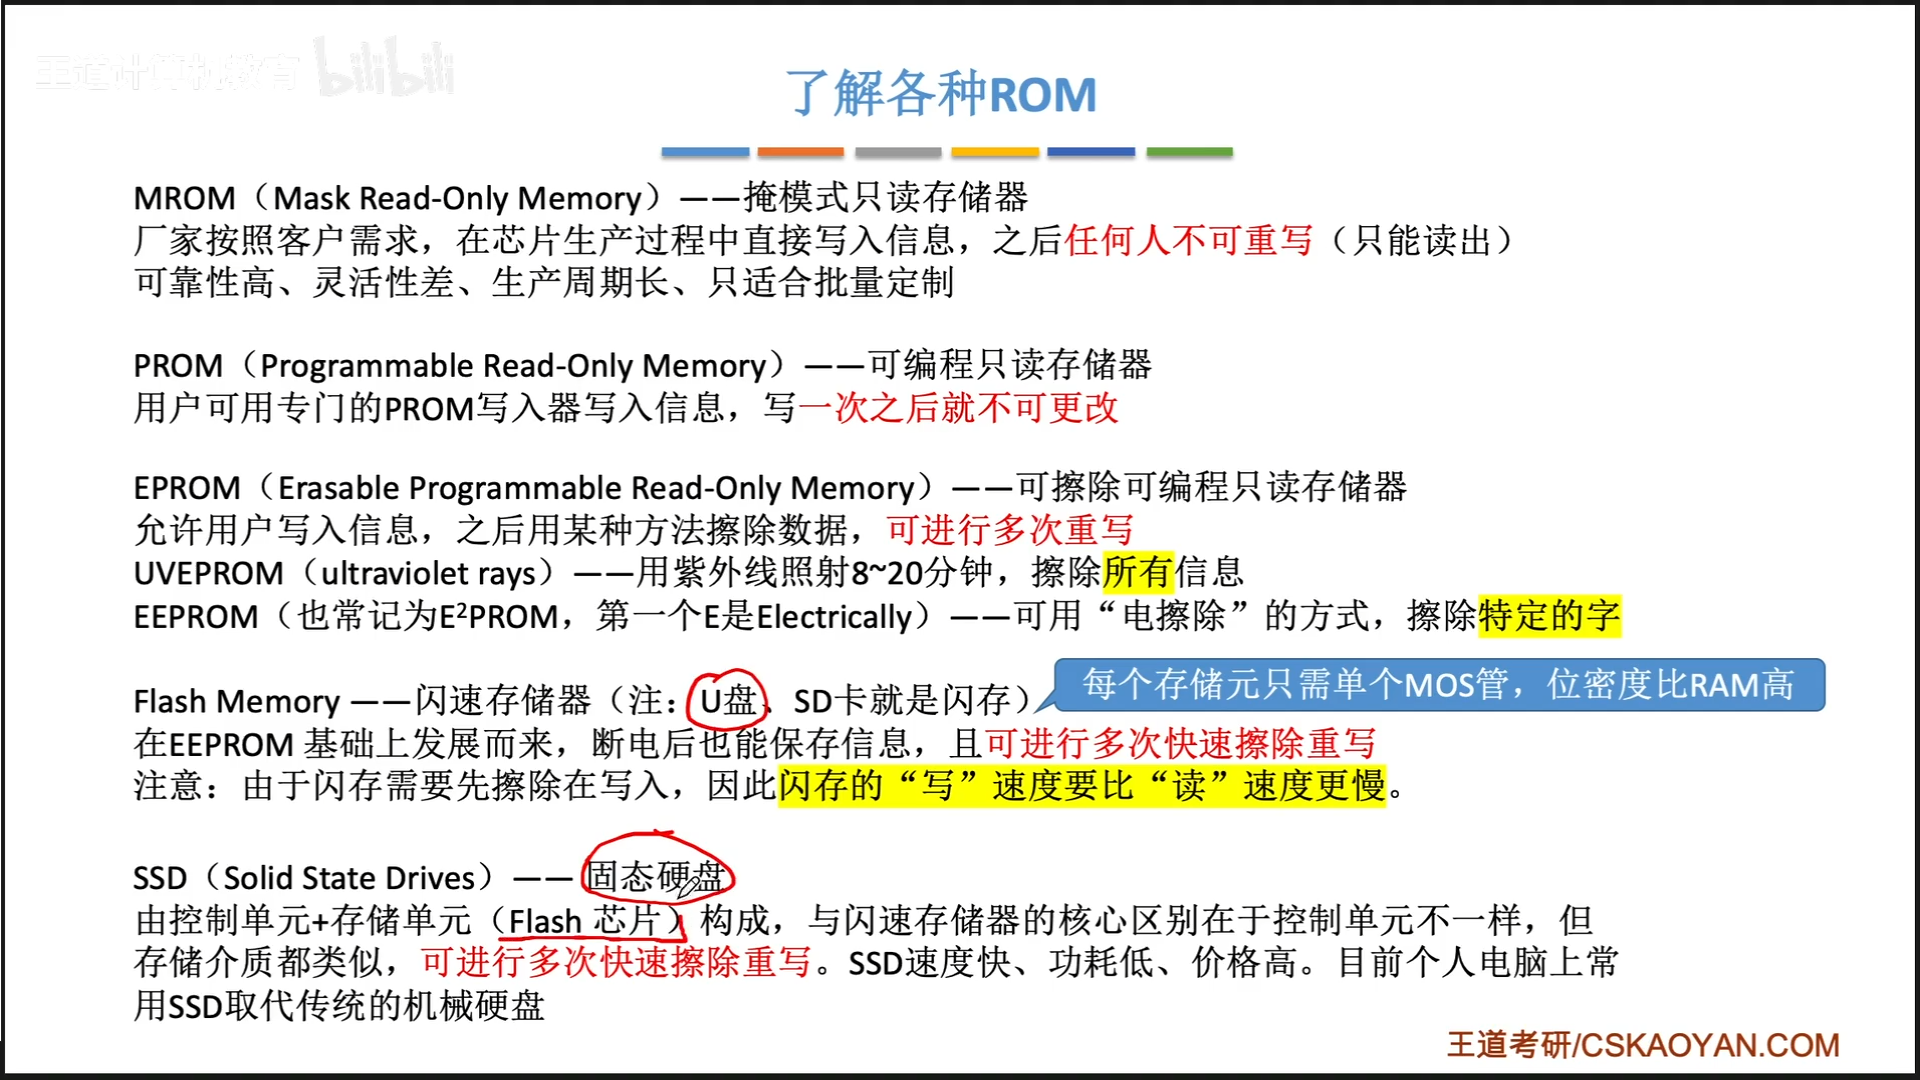 王道计算机教育 bilibili
了解各种ROM
MROM（Mask Read-Only Memory）——掩模式只读存储器
厂家按照客户需求，在芯片生产过程中直接写入信息，之后任何人不可重写（只能读出）
可靠性高、灵活性差、生产周期长、只适合批量定制
PROM（Programmable Read-Only Memory）——可编程只读存储器
用户可用专门的PROM写入器写入信息，写一次之后就不可更改
EPROM（Erasable Programmable Read-Only Memory）——可擦除可编程只读存储器
允许用户写入信息，之后用某种方法擦除数据，可进行多次重写
UVEPROM（ultraviolet rays）——用紫外线照射8~20分钟，擦除所有信息
EEPROM（也常记为E²PROM，第一个E是Electrically）——可用“电擦除”的方式，擦除特定的字
Flash Memory ——闪速存储器（注：U盘、SD卡就是闪存）
每个存储元只需单个MOS管，位密度比RAM高
在EEPROM 基础上发展而来，断电后也能保存信息，且可进行多次快速擦除重写
注意：由于闪存需要先擦除在写入，因此闪存的“写”速度要比“读”速度更慢。
SSD（Solid State Drives）—— 固态硬盘
由控制单元+存储单元（Flash 芯片）构成，与闪速存储器的核心区别在于控制单元不一样，但
存储介质都类似，可进行多次快速擦除重写。SSD速度快、功耗低、价格高。目前个人电脑上常
用SSD取代传统的机械硬盘
王道考研/CSKAOYAN.COM